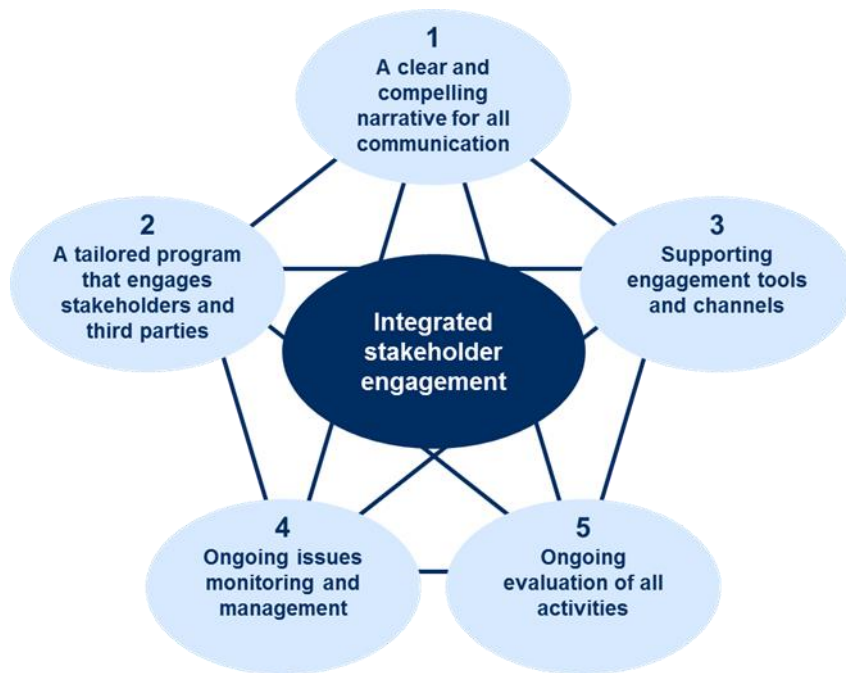 1
A clear and
compelling
narrative for all
communication
2
A tailored program
that engages
stakeholders and
third parties
3
Supporting
engagement tools
and channels
Integrated
stakeholder
engagement
4
Ongoing issues
monitoring and
management
5
Ongoing
evaluation of all
activities